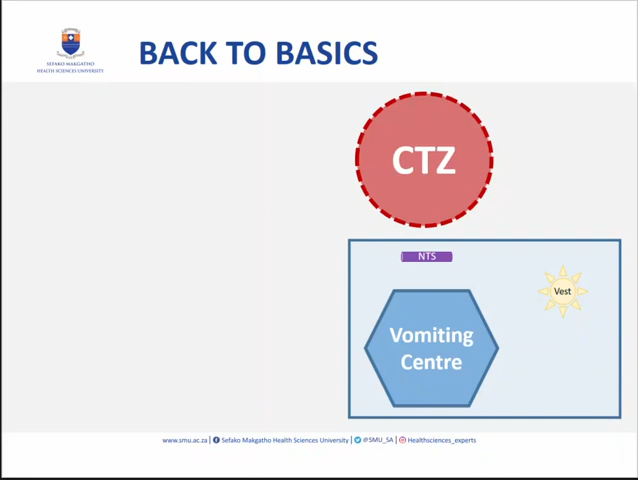 SEFAKO MAKGATHO
HEALTH SCIENCES UNIVERSITY
BACK TO BASICS
CTZ
NTS
Vest
Vomiting
Centre
www.smu.ac.za | Sefako Makgatho Health Sciences University | @SMU_SA | Healthsciences_experts